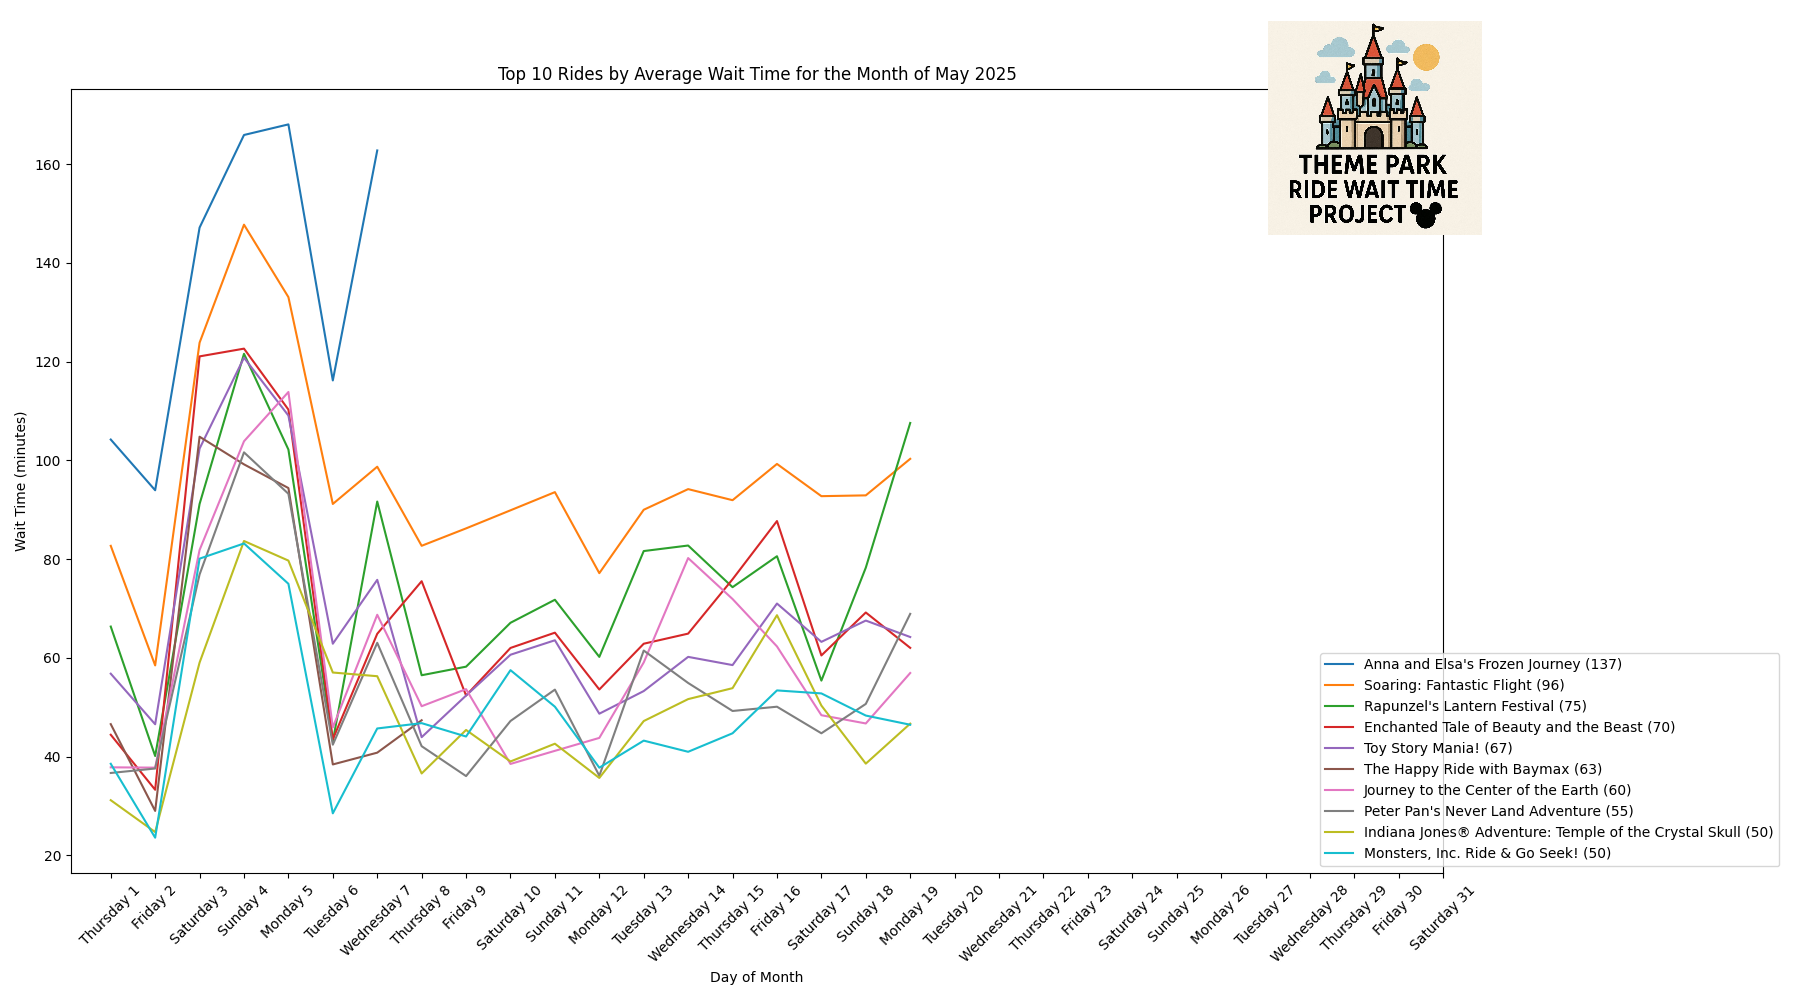 Top 10 Rides by Average Wait Time for the Month of May 2025
THEME PARK
RIDE WAIT TIME
PROJECT
Wait Time (minutes)
160
140
120
100
80
60
40
20
Anna and Elsa's Frozen Journey (137)
Soaring: Fantastic Flight (96)
Rapunzel's Lantern Festival (75)
Enchanted Tale of Beauty and the Beast (70)
Toy Story Mania! (67)
The Happy Ride with Baymax (63)
Journey to the Center of the Earth (60)
Peter Pan's Never Land Adventure (55)
Indiana Jones® Adventure: Temple of the Crystal Skull (50)
Monsters, Inc. Ride & Go Seek! (50)
Thursday 1
Friday 2
Saturday 3
Sunday 4
Monday 5
Tuesday 6
Wednesday 7
Thursday 8
Friday 9
Saturday 10
Sunday 11
Monday 12
Tuesday 13
Wednesday 14
Thursday 15
Friday 16
Saturday 17
Sunday 18
Monday 19
Tuesday 20
Wednesday 21
Thursday 22
Friday 23
Saturday 24
Sunday 25
Monday 26
Tuesday 27
Wednesday 28
Thursday 29
Friday 30
Saturday 31
Day of Month